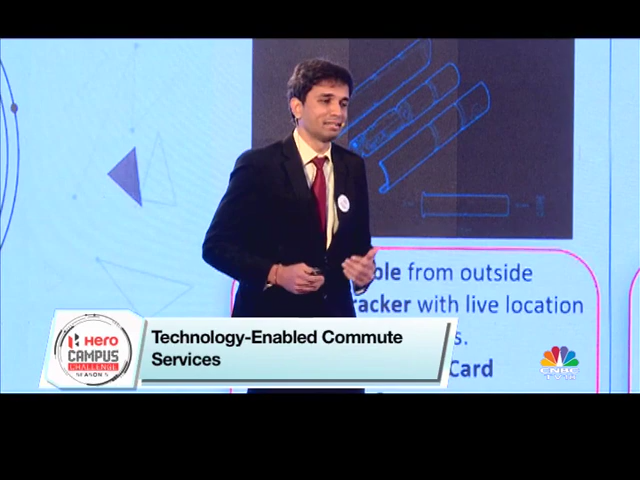 ble from outside
racker with live location
s.
Card
Hero
CAMPUS
CHALLENGE
SEASON 5
Technology-Enabled Commute
Services
CNBC
TV18